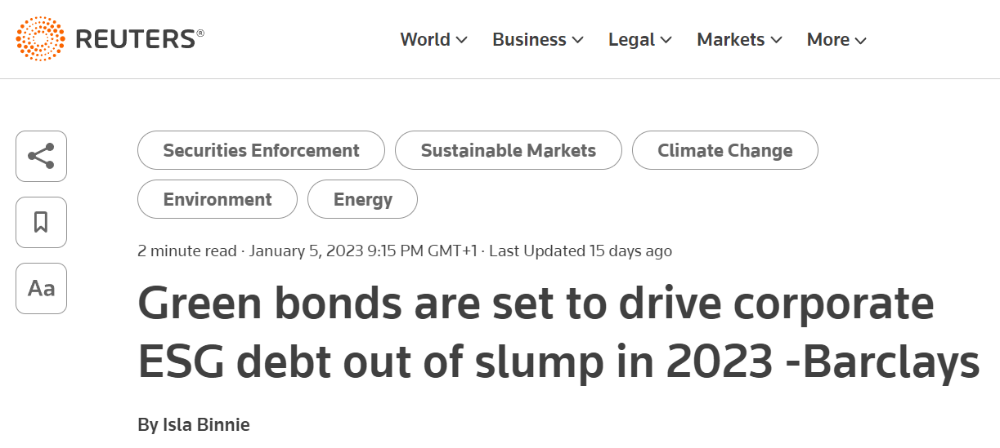 REUTERS®
World Business Legal Markets More
Securities Enforcement Sustainable Markets Climate Change
Environment Energy
2 minute read · January 5, 2023 9:15 PM GMT+1 · Last Updated 15 days ago
Aa
Green bonds are set to drive corporate
ESG debt out of slump in 2023 -Barclays
By Isla Binnie